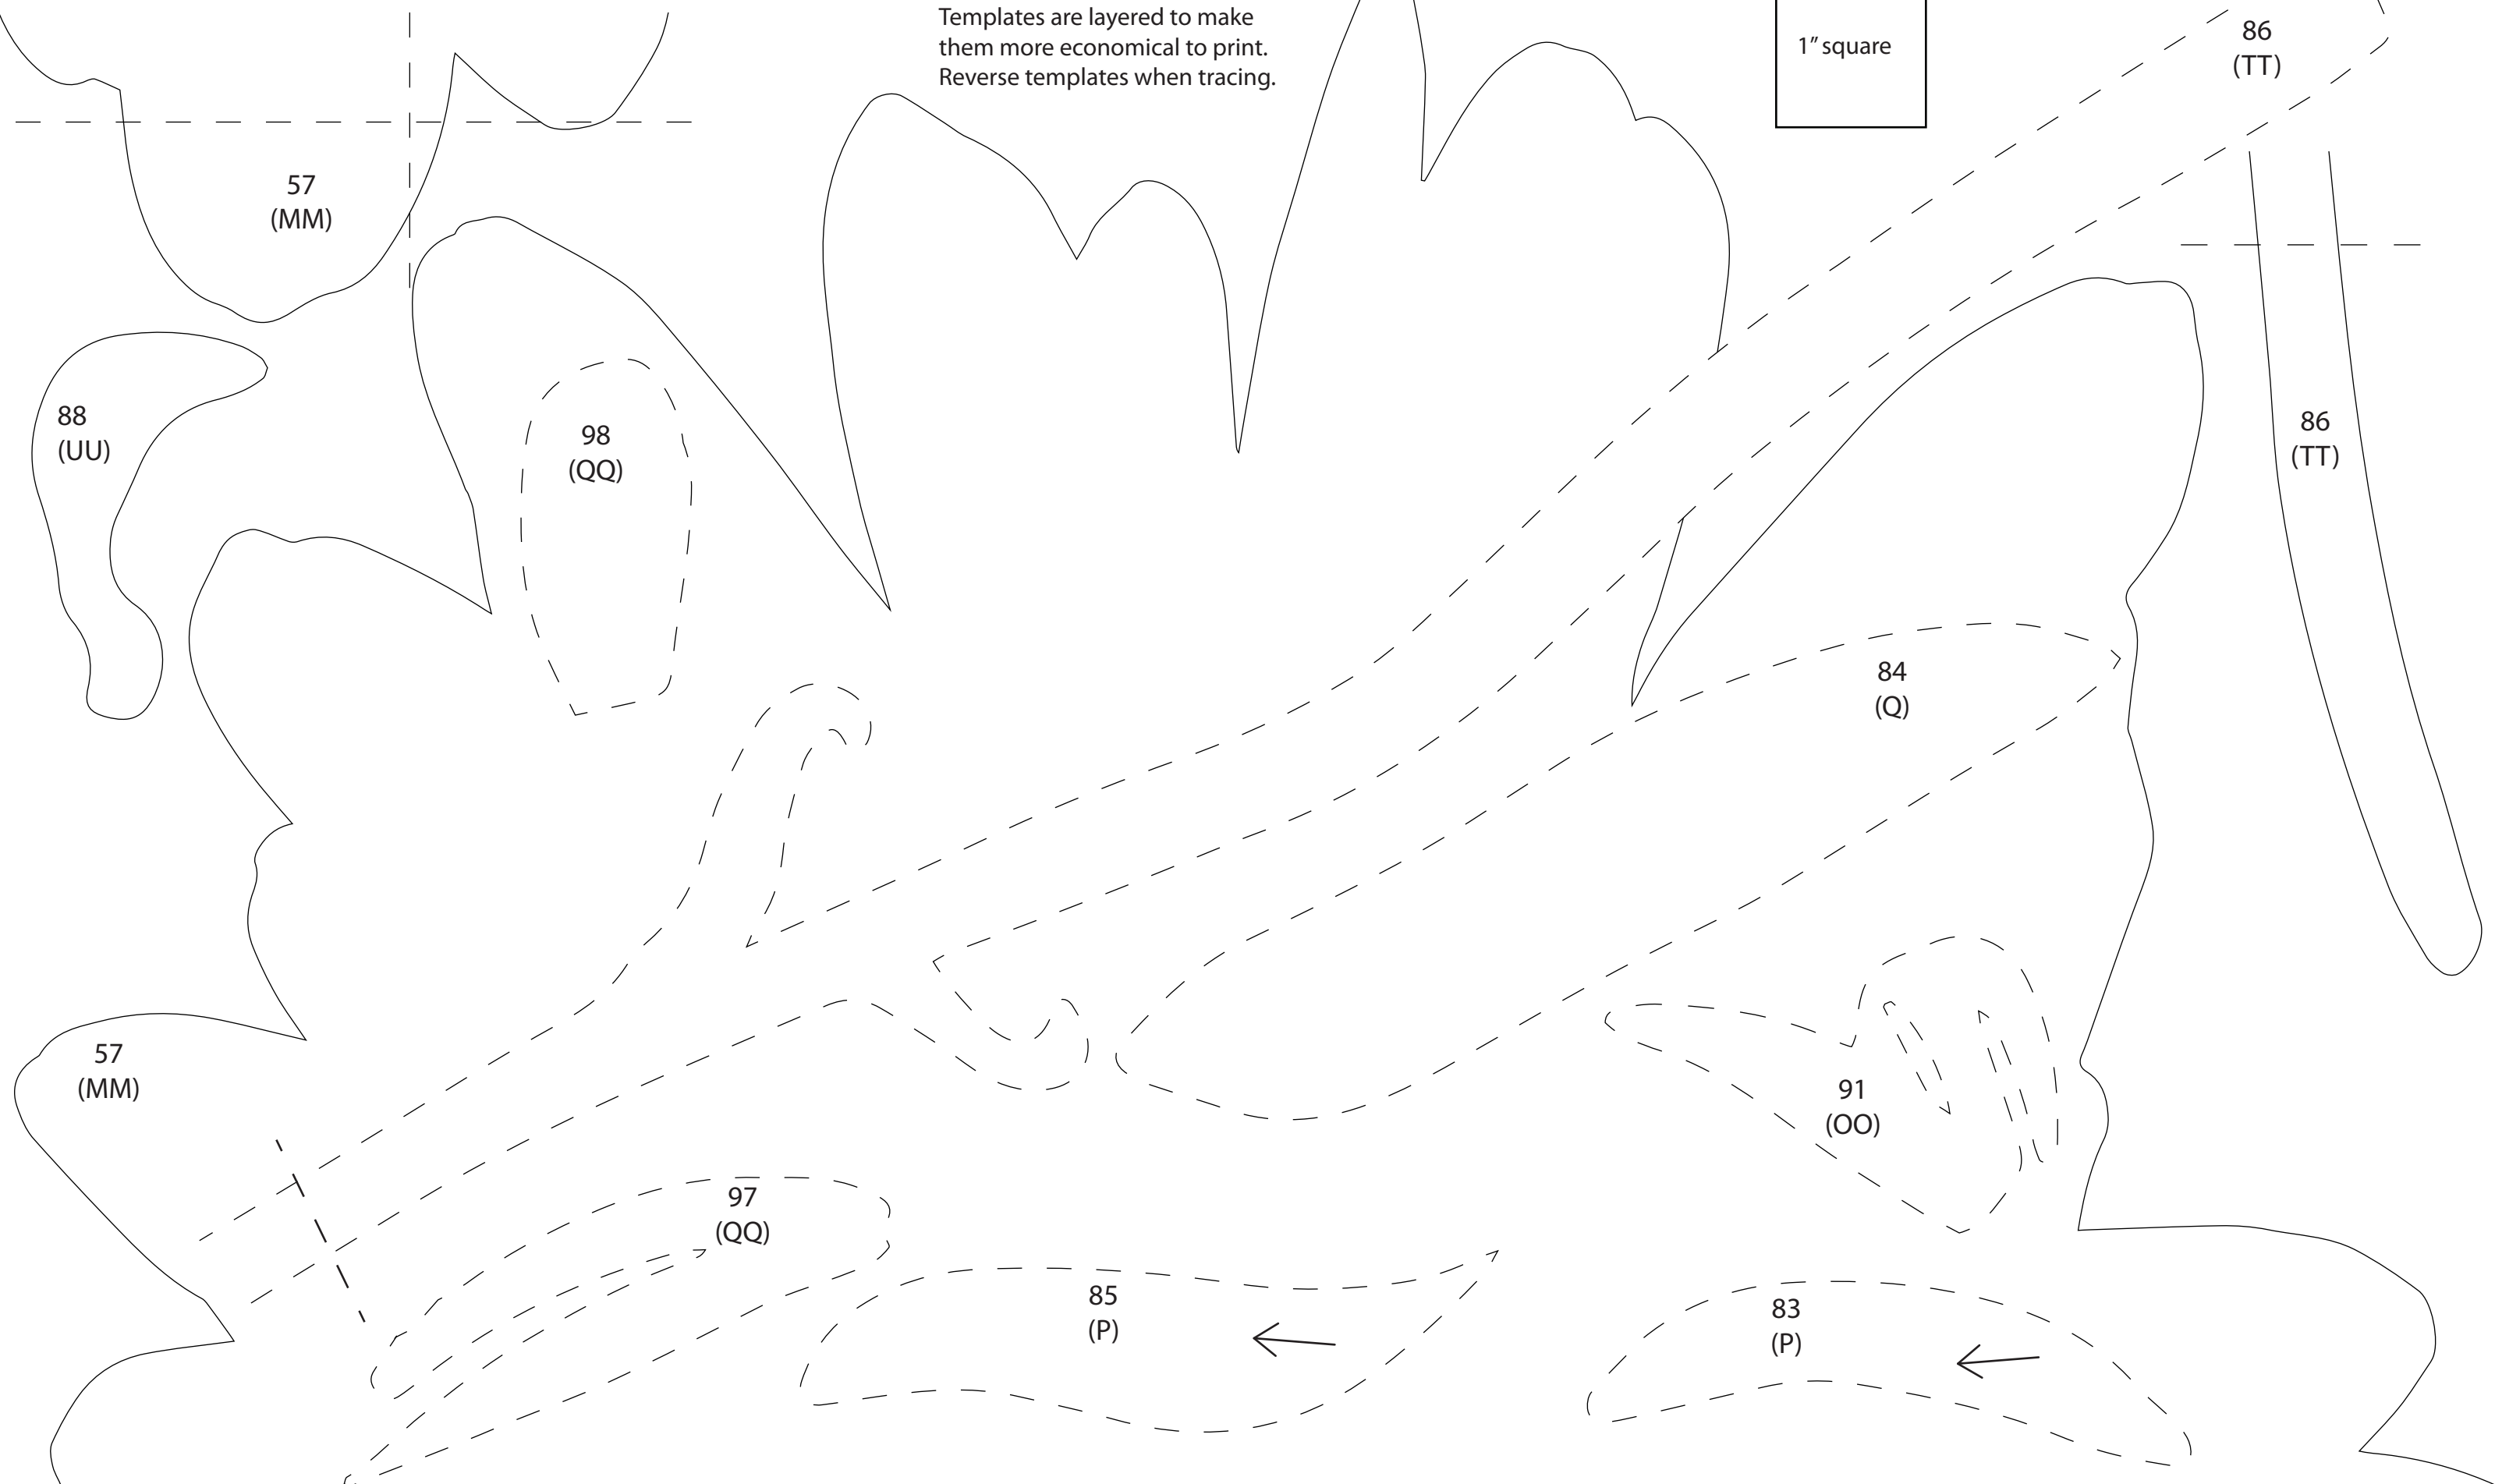 Templates are layered to make
them more economical to print.
Reverse templates when tracing.
1” square
86
(TT)
57
(MM)
88
(UU)
98
(QQ)
86
(TT)
84
(Q)
57
(MM)
91
(OO)
97
(QQ)
85
(P)
83
(P)